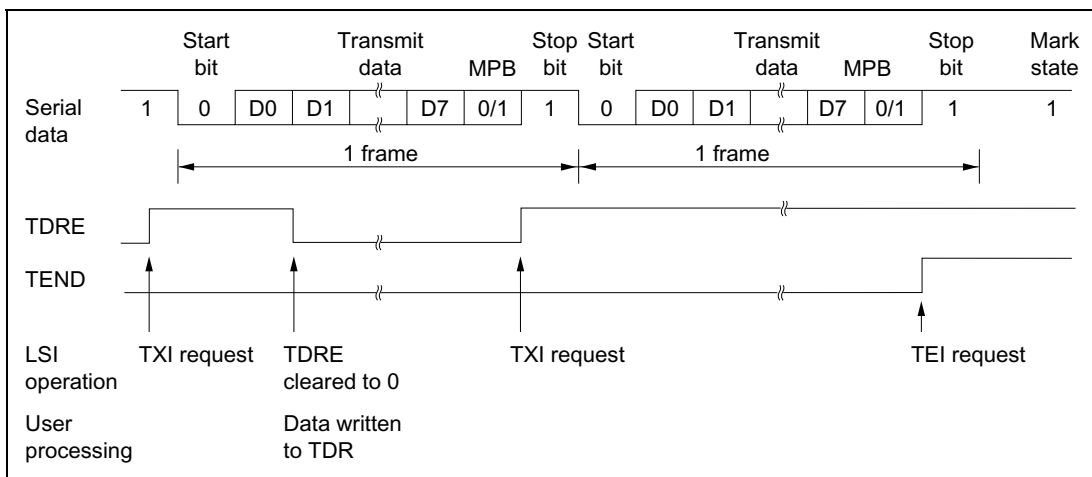 Start bit
Transmit data
MPB
Stop bit
Start bit
Transmit data
MPB
Stop bit
Mark state
Serial data
1 0 D0 D1 D7 0/1 1 0 D0 D1 D7 0/1 1 1
1 frame 1 frame
TDRE
TEND
LSI operation
TXI request
TDRE cleared to 0
TXI request
TEI request
User processing
Data written to TDR